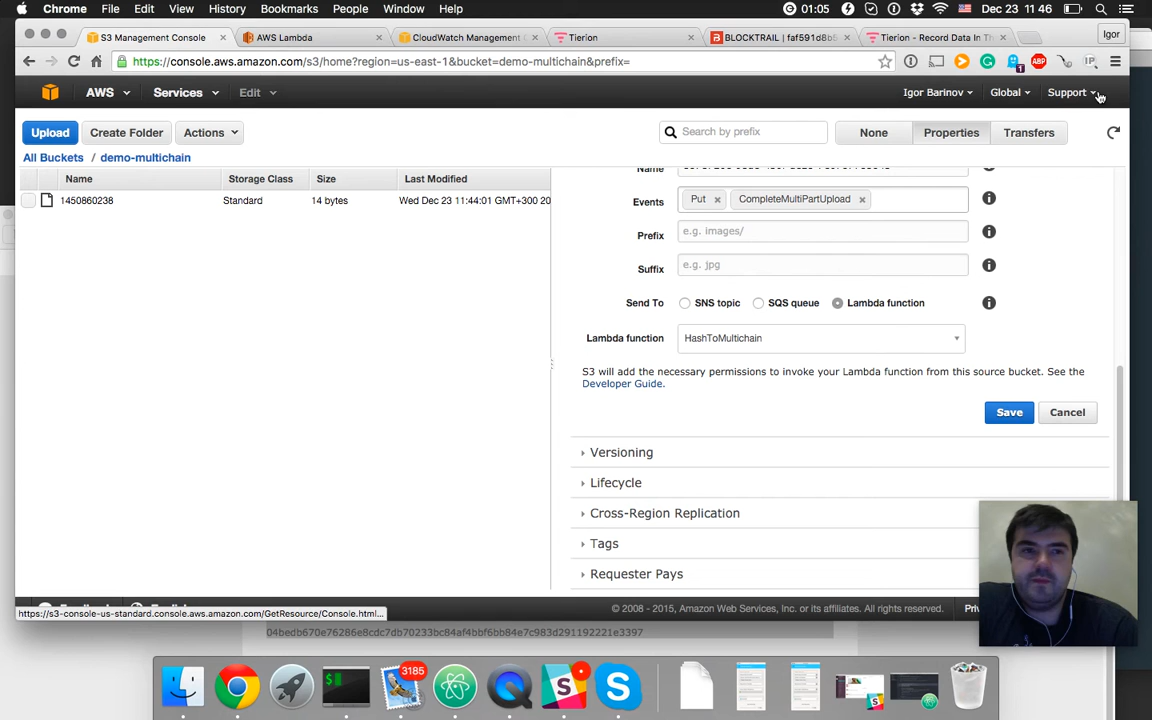 Chrome File Edit View History Bookmarks People Window Help 01:05 Dec 23 11 46
S3 Management Console AWS Lambda CloudWatch Management C Tierion BLOCKTRAIL | faf591d8b5 Tierion - Record Data In Th Igor
https://console.aws.amazon.com/s3/home?region=us-east-1&bucket=demo-multichain&prefix= ABP IP
AWS Services Edit Igor Barinov Global Support
Upload Create Folder Actions Search by prefix None Properties Transfers
All Buckets / demo-multichain
Name Storage Class Size Last Modified
1450860238 Standard 14 bytes Wed Dec 23 11:44:01 GMT+300 20
Name
Events Put CompleteMultiPartUpload
Prefix e.g. images/
Suffix e.g. jpg
Send To SNS topic SQS queue Lambda function
Lambda function HashToMultichain
S3 will add the necessary permissions to invoke your Lambda function from this source bucket. See the
Developer Guide.
Save Cancel
Versioning
Lifecycle
Cross-Region Replication
Tags
Requester Pays
https://s3-console-us-standard.console.aws.amazon.com/GetResource/Console.html...
© 2008 - 2015, Amazon Web Services, Inc. or its affiliates. All rights reserved. Priv
04bedb670e76286e8cdc7db70233bc84af4bbf6bb84e7c983d291192221e3397
3185